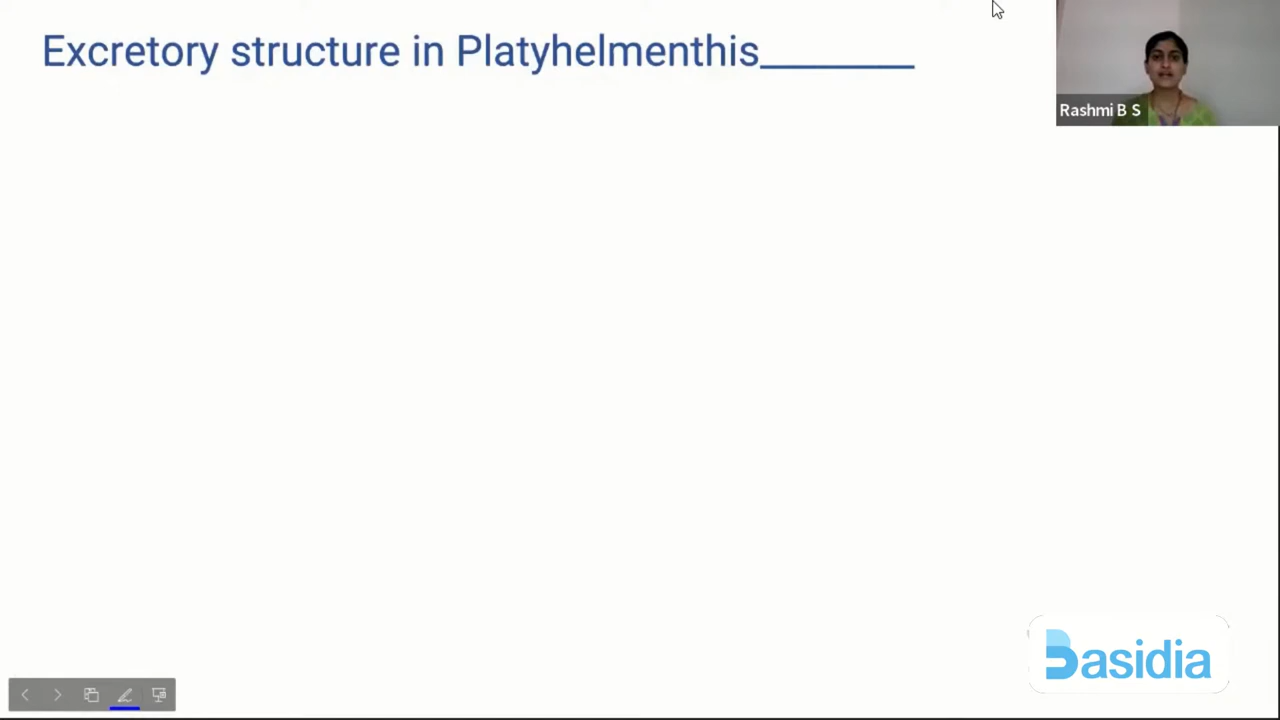 Excretory structure in Platyhelmenthis________
Rashmi B S
Basidia